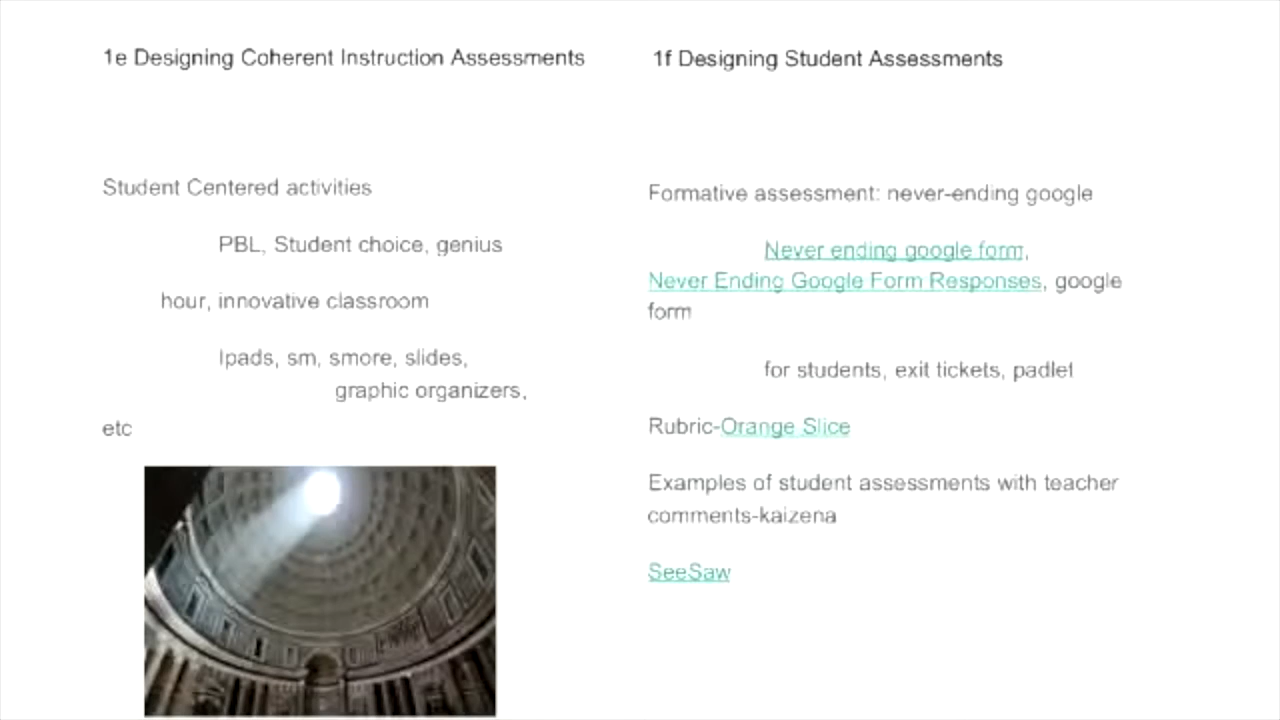 1e Designing Coherent Instruction Assessments
Student Centered activities
PBL, Student choice, genius
hour, innovative classroom
Ipads, sm, smore, slides,
graphic organizers,
etc
1f Designing Student Assessments
Formative assessment: never-ending google
Never ending google form,
Never Ending Google Form Responses, google
form
for students, exit tickets, padlet
Rubric-Orange Slice
Examples of student assessments with teacher
comments-kaizena
SeeSaw